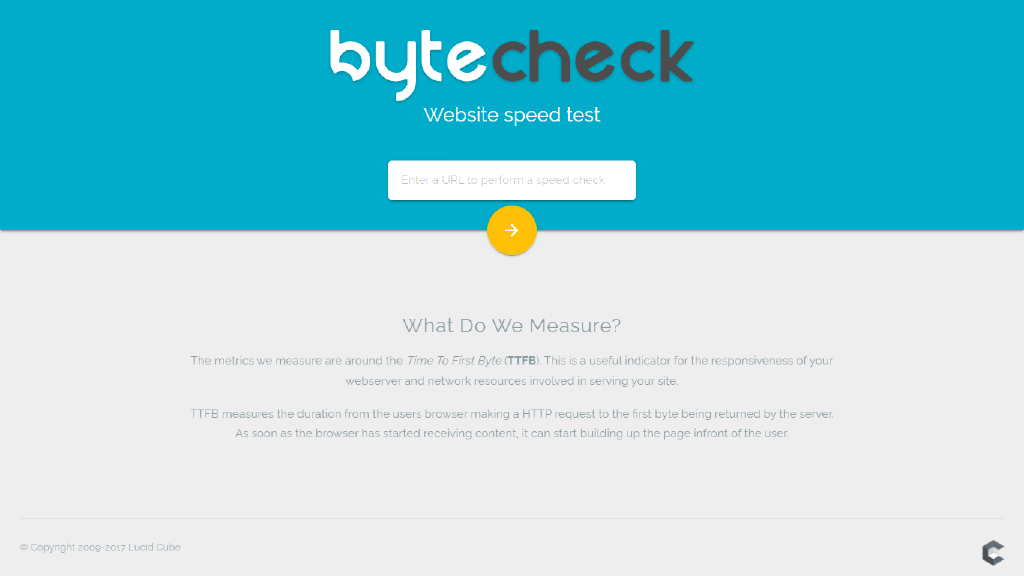 bytecheck
Website speed test
Enter a URL to perform a speed check
What Do We Measure?
The metrics we measure are around the Time To First Byte (TTFB). This is a useful indicator for the responsiveness of your
webserver and network resources involved in serving your site.
TTFB measures the duration from the users browser making a HTTP request to the first byte being returned by the server.
As soon as the browser has started receiving content, it can start building up the page infront of the user.
© Copyright 2009-2017 Lucid Cube